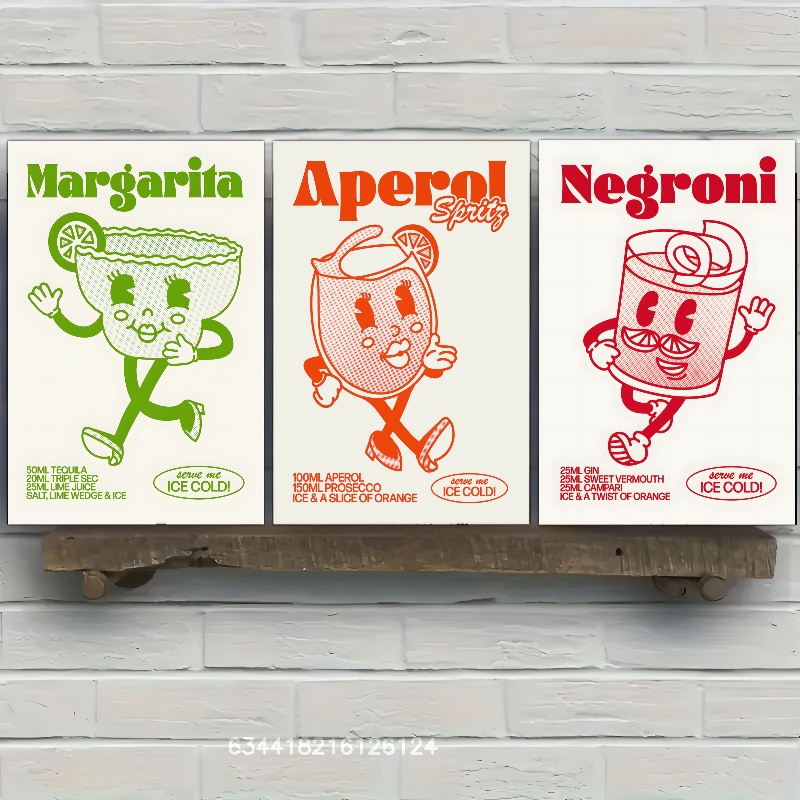 Margarita
50ML TEQUILA
20ML TRIPLE SEC
25ML LIME JUICE
SALT, LIME WEDGE & ICE
serve me
ICE COLD!
Aperol
Spritz
100ML APEROL
150ML PROSECCO
ICE & A SLICE OF ORANGE
serve me
ICE COLD!
Negroni
25ML GIN
25ML SWEET VERMOUTH
25ML CAMPARI
ICE & A TWIST OF ORANGE
serve me
ICE COLD!
634418216126124